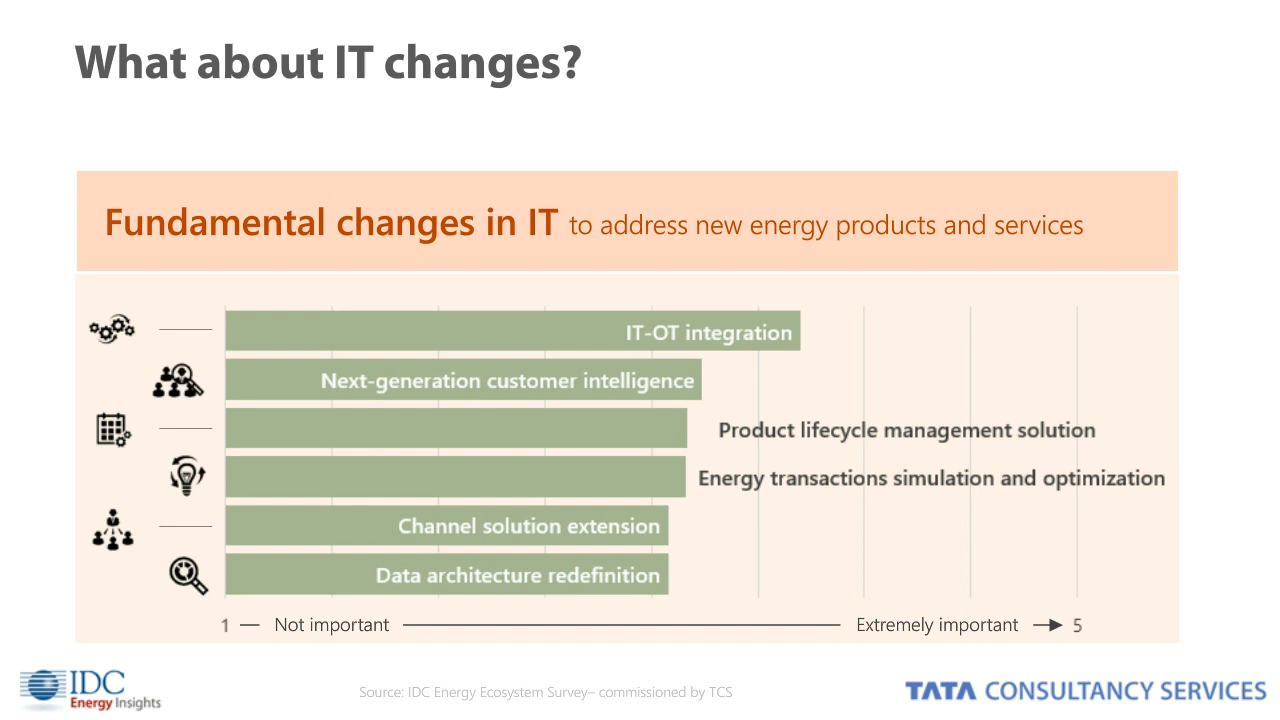 What about IT changes?
Fundamental changes in IT to address new energy products and services
IT-OT integration
Next-generation customer intelligence
Product lifecycle management solution
Energy transactions simulation and optimization
Channel solution extension
Data architecture redefinition
1 Not important Extremely important 5
IDC
Energy Insights
Source: IDC Energy Ecosystem Survey– commissioned by TCS
TATA CONSULTANCY SERVICES